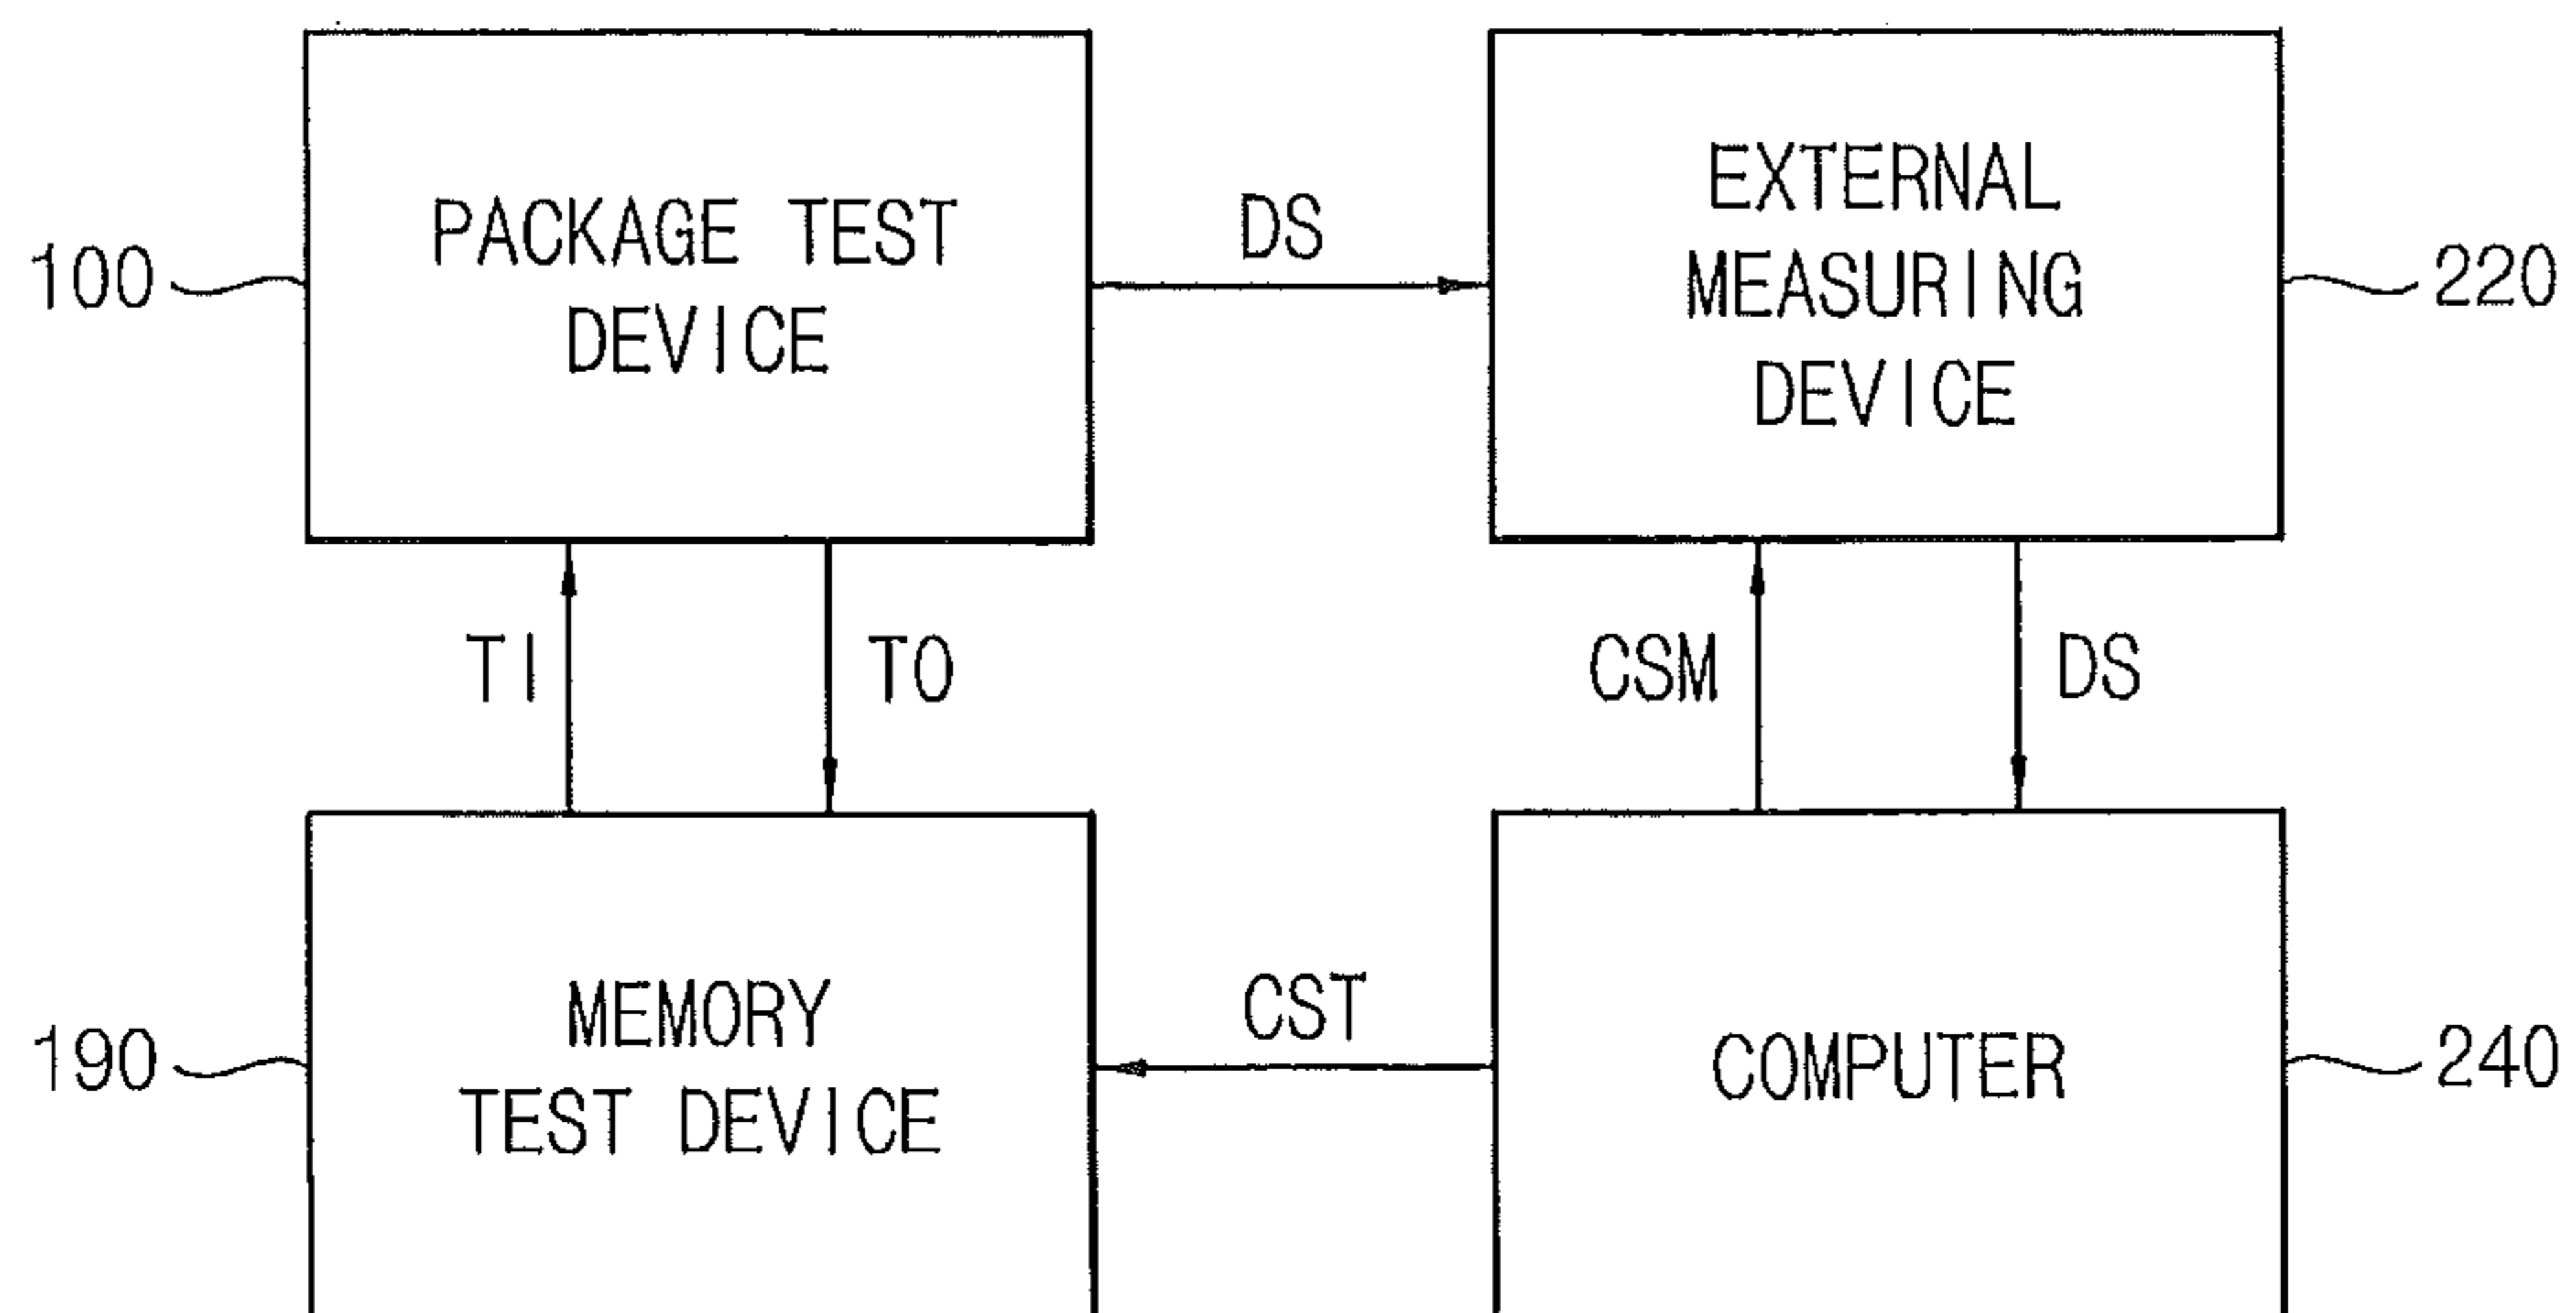 PACKAGE TEST
DEVICE
100
DS
EXTERNAL
MEASURING
DEVICE
220
TI
TO
CSM
DS
MEMORY
TEST DEVICE
190
CST
COMPUTER
240